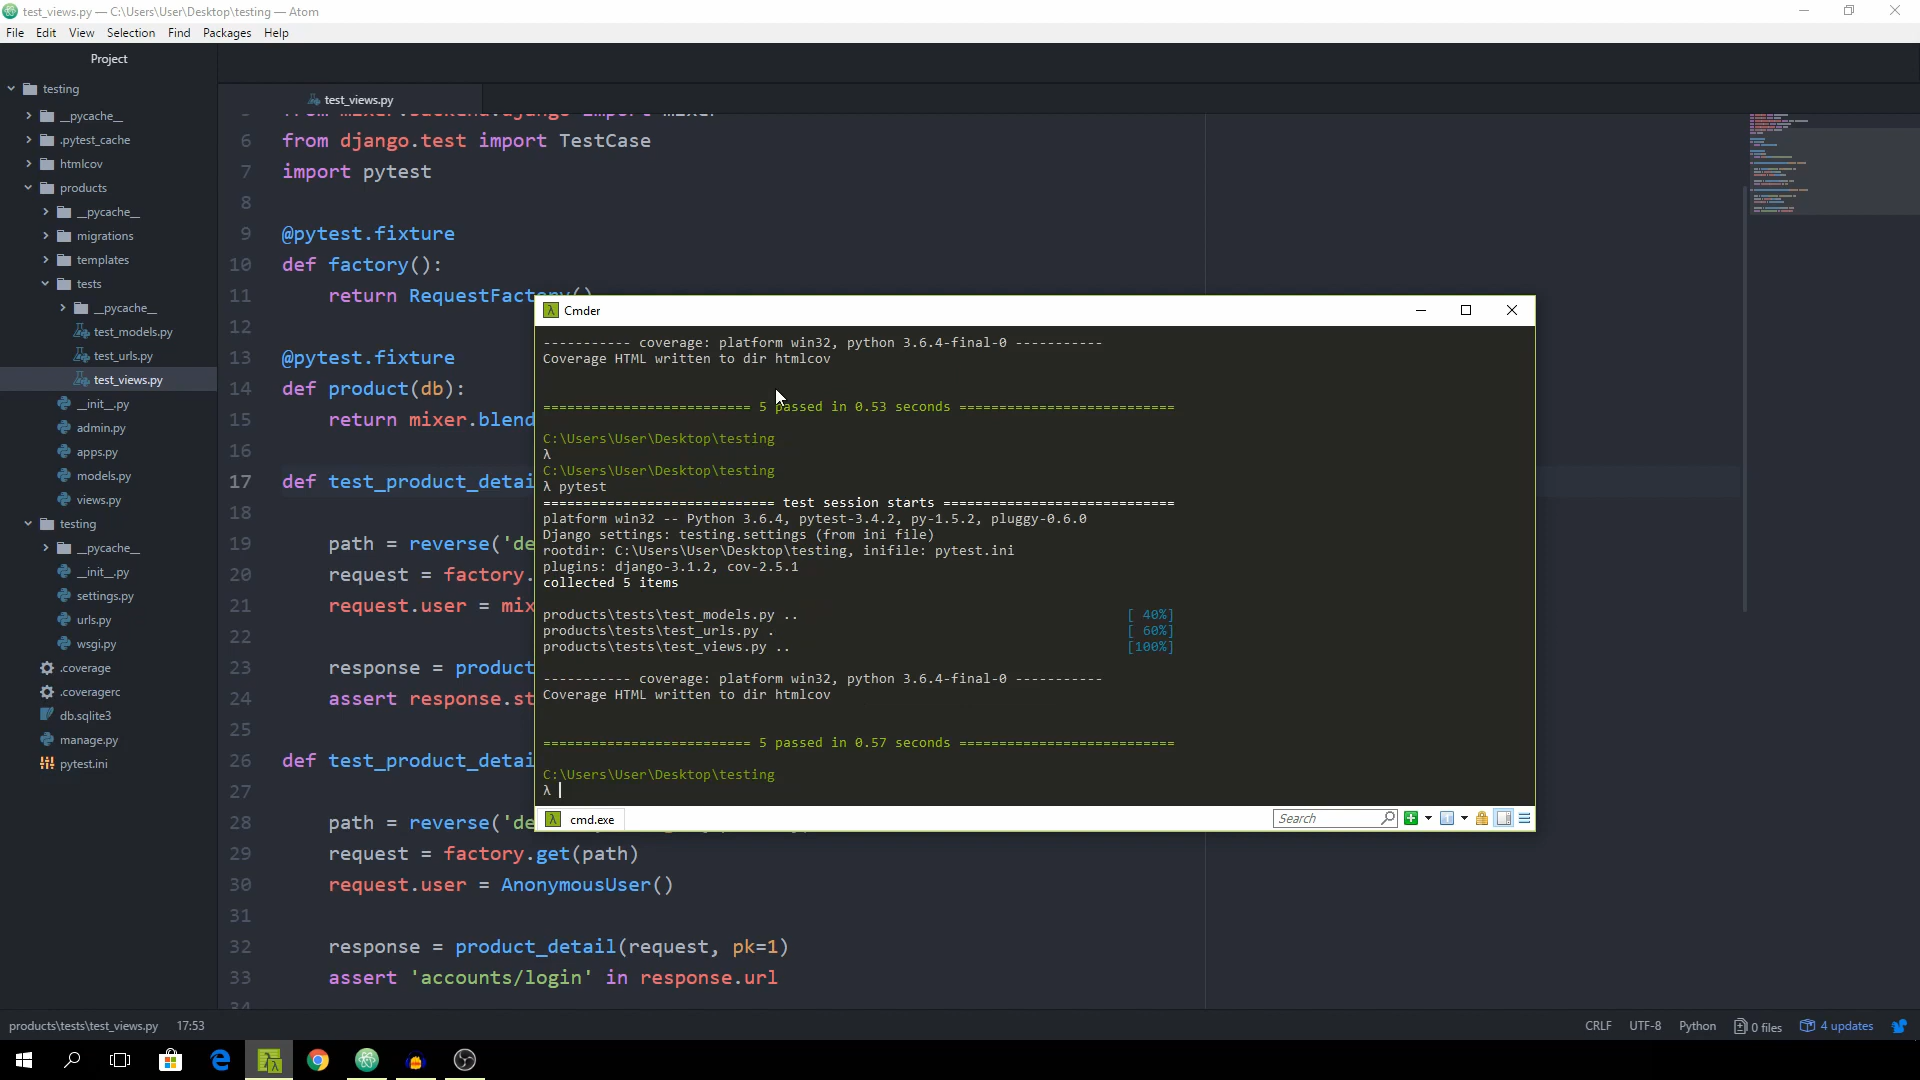 test_views.py — C:\Users\User\Desktop\testing — Atom
File Edit View Selection Find Packages Help
Project
testing
__pycache__
.pytest_cache
htmlcov
products
__pycache__
migrations
templates
tests
__pycache__
test_models.py
test_urls.py
test_views.py
__init__.py
admin.py
apps.py
models.py
views.py
testing
__pycache__
__init__.py
settings.py
urls.py
wsgi.py
.coverage
.coveragerc
db.sqlite3
manage.py
pytest.ini
test_views.py
6 from django.test import TestCase
7 import pytest
8
9 @pytest.fixture
10 def factory():
11 return RequestFactory()
12
13 @pytest.fixture
14 def product(db):
15 return mixer.blend
16
17 def test_product_detai
18
19 path = reverse('de
20 request = factory.
21 request.user = mix
22
23 response = product
24 assert response.st
25
26 def test_product_detai
27
28 path = reverse('de
29 request = factory.get(path)
30 request.user = AnonymousUser()
31
32 response = product_detail(request, pk=1)
33 assert 'accounts/login' in response.url
34
Cmder
----------- coverage: platform win32, python 3.6.4-final-0 -----------
Coverage HTML written to dir htmlcov
========================== 5 passed in 0.53 seconds ===========================
C:\Users\User\Desktop\testing
λ
C:\Users\User\Desktop\testing
λ pytest
============================= test session starts =============================
platform win32 -- Python 3.6.4, pytest-3.4.2, py-1.5.2, pluggy-0.6.0
Django settings: testing.settings (from ini file)
rootdir: C:\Users\User\Desktop\testing, inifile: pytest.ini
plugins: django-3.1.2, cov-2.5.1
collected 5 items
products\tests\test_models.py .. [ 40%]
products\tests\test_urls.py . [ 60%]
products\tests\test_views.py .. [100%]
----------- coverage: platform win32, python 3.6.4-final-0 -----------
Coverage HTML written to dir htmlcov
========================== 5 passed in 0.57 seconds ===========================
C:\Users\User\Desktop\testing
λ
cmd.exe
Search
products\tests\test_views.py 17:53
CRLF UTF-8 Python 0 files 4 updates